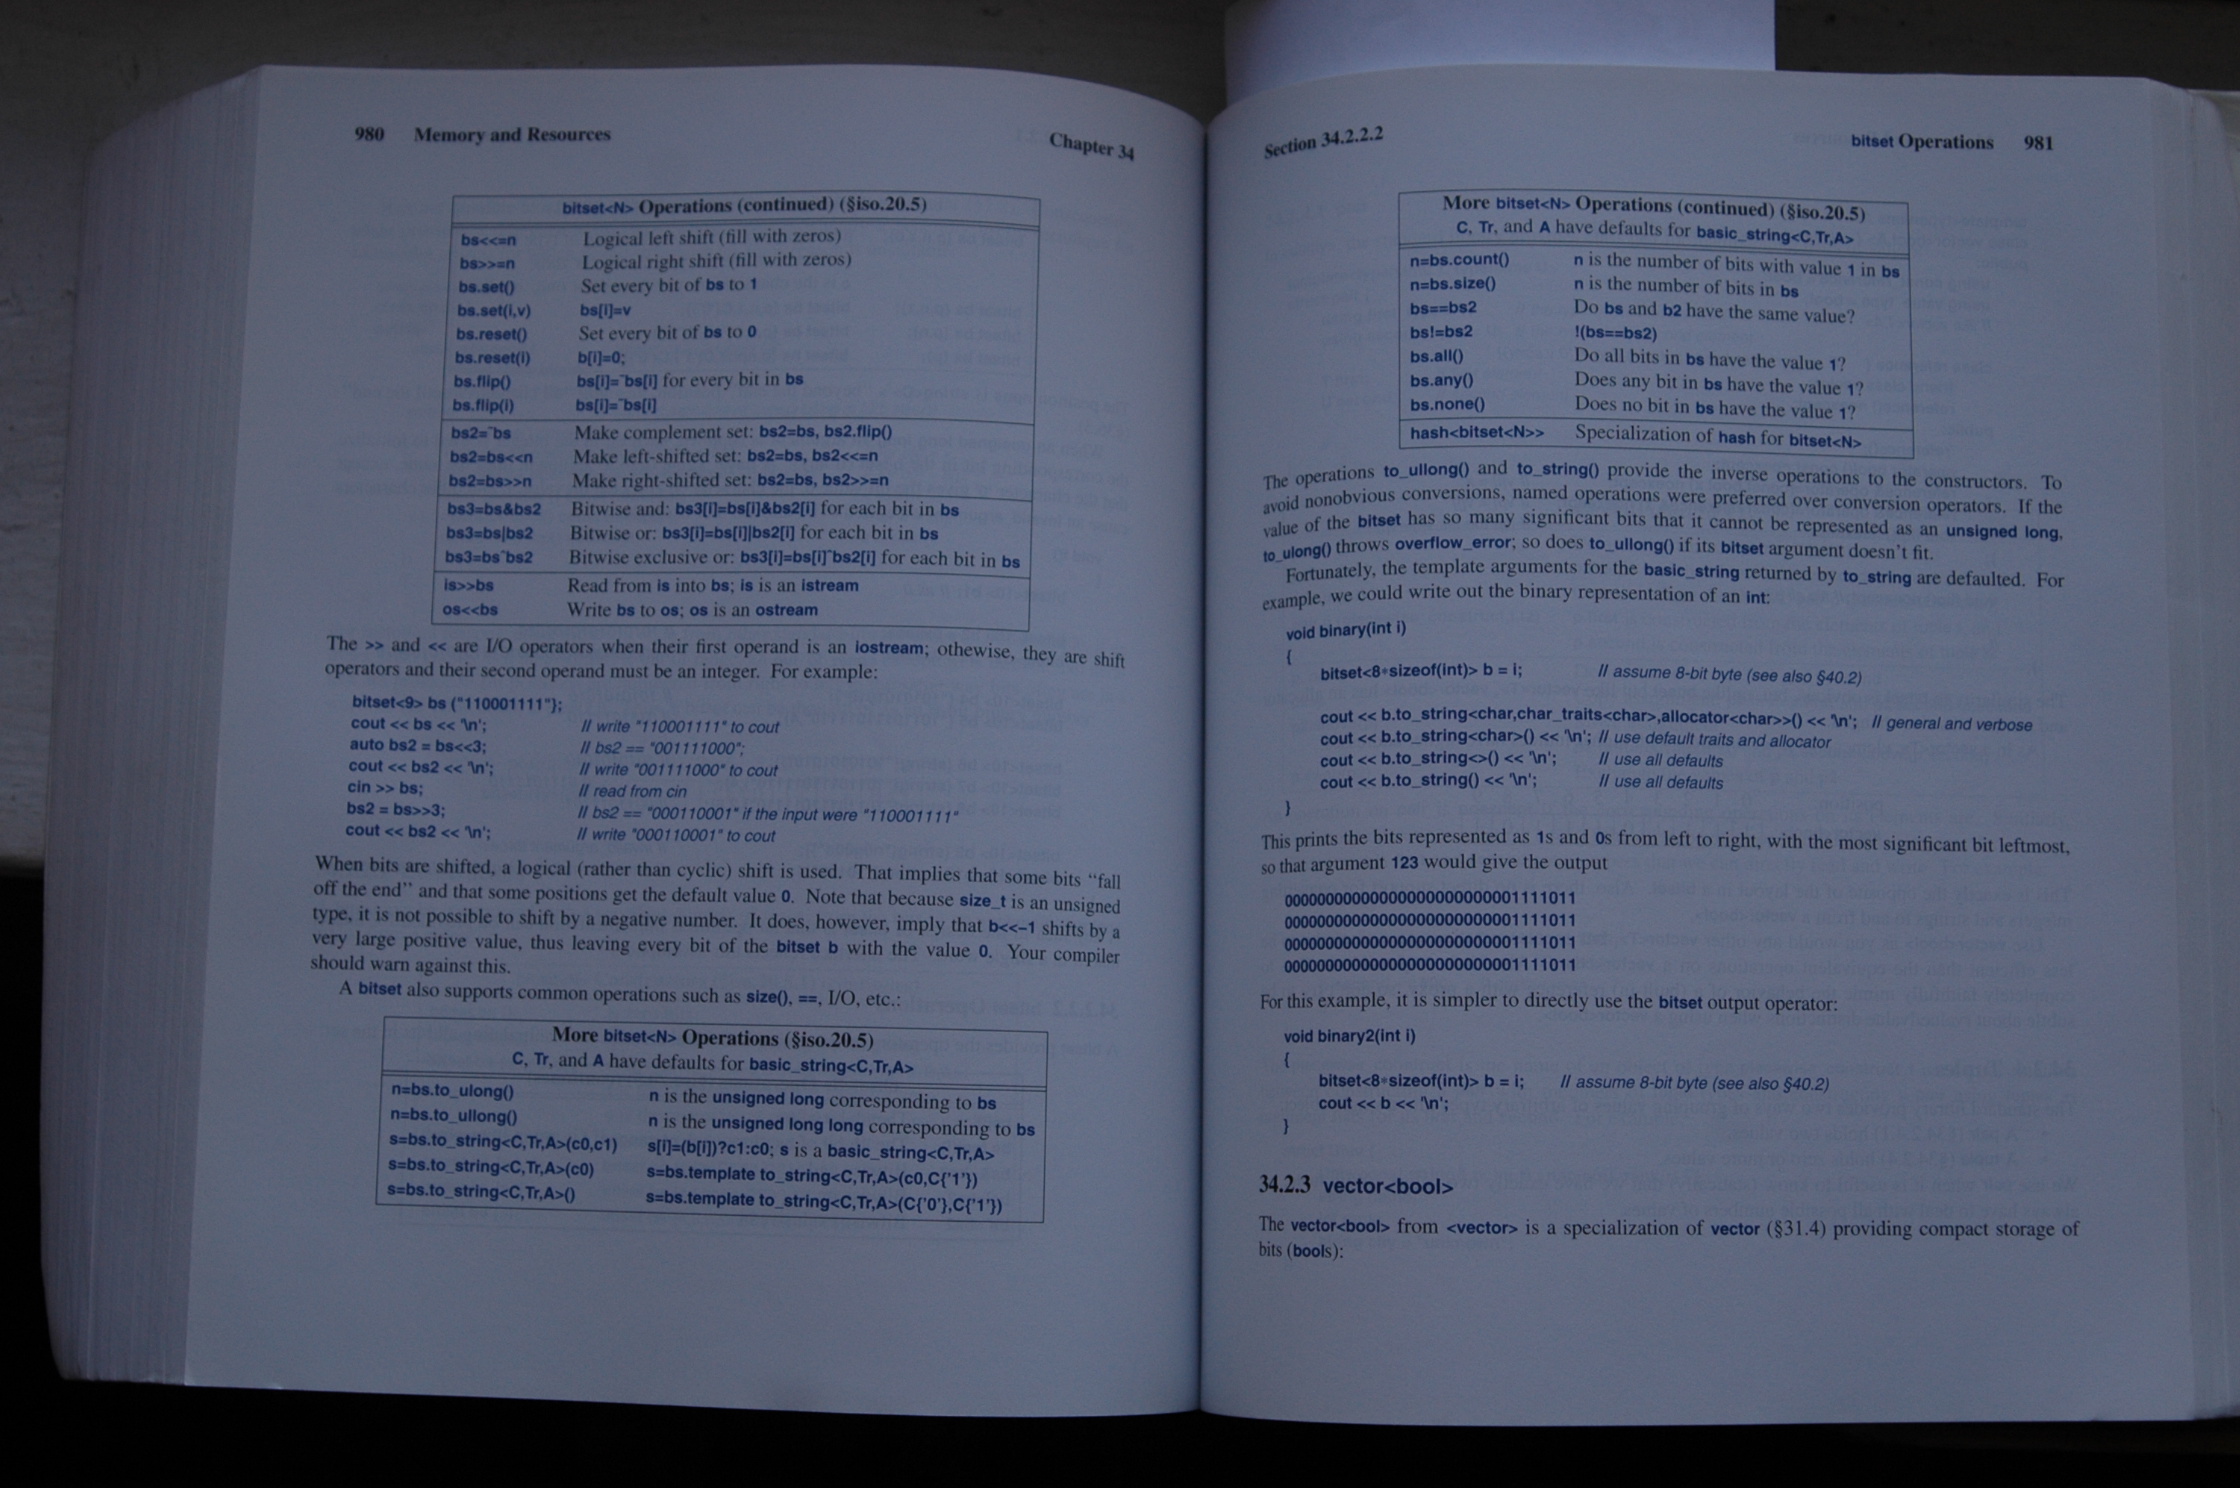 980 Memory and Resources Chapter 34
bitset<N> Operations (continued) (§iso.20.5)
bs<<=n Logical left shift (fill with zeros)
bs>>=n Logical right shift (fill with zeros)
bs.set() Set every bit of bs to 1
bs.set(i,v) bs[i]=v
bs.reset() Set every bit of bs to 0
bs.reset(i) b[i]=0;
bs.flip() bs[i]=~bs[i] for every bit in bs
bs.flip(i) bs[i]=~bs[i]
bs2=~bs Make complement set: bs2=bs, bs2.flip()
bs2=bs<<n Make left-shifted set: bs2=bs, bs2<<=n
bs2=bs>>n Make right-shifted set: bs2=bs, bs2>>=n
bs3=bs&bs2 Bitwise and: bs3[i]=bs[i]&bs2[i] for each bit in bs
bs3=bs|bs2 Bitwise or: bs3[i]=bs[i]|bs2[i] for each bit in bs
bs3=bs^bs2 Bitwise exclusive or: bs3[i]=bs[i]^bs2[i] for each bit in bs
is>>bs Read from is into bs; is is an istream
os<<bs Write bs to os; os is an ostream
The >> and << are I/O operators when their first operand is an iostream; othewise, they are shift
operators and their second operand must be an integer. For example:
bitset<9> bs ("110001111"};
cout << bs << '\n'; // write "110001111" to cout
auto bs2 = bs<<3; // bs2 == "001111000";
cout << bs2 << '\n'; // write "001111000" to cout
cin >> bs; // read from cin
bs2 = bs>>3; // bs2 == "000110001" if the input were "110001111"
cout << bs2 << '\n'; // write "000110001" to cout
When bits are shifted, a logical (rather than cyclic) shift is used. That implies that some bits “fall
off the end” and that some positions get the default value 0. Note that because size_t is an unsigned
type, it is not possible to shift by a negative number. It does, however, imply that b<<−1 shifts by a
very large positive value, thus leaving every bit of the bitset b with the value 0. Your compiler
should warn against this.
A bitset also supports common operations such as size(), ==, I/O, etc.:
More bitset<N> Operations (§iso.20.5)
C, Tr, and A have defaults for basic_string<C,Tr,A>
n=bs.to_ulong() n is the unsigned long corresponding to bs
n=bs.to_ullong() n is the unsigned long long corresponding to bs
s=bs.to_string<C,Tr,A>(c0,c1) s[i]=(b[i])?c1:c0; s is a basic_string<C,Tr,A>
s=bs.to_string<C,Tr,A>(c0) s=bs.template to_string<C,Tr,A>(c0,C{'1'})
s=bs.to_string<C,Tr,A>() s=bs.template to_string<C,Tr,A>(C{'0'},C{'1'})
Section 34.2.2.2 bitset Operations 981
More bitset<N> Operations (continued) (§iso.20.5)
C, Tr, and A have defaults for basic_string<C,Tr,A>
n=bs.count() n is the number of bits with value 1 in bs
n=bs.size() n is the number of bits in bs
bs==bs2 Do bs and b2 have the same value?
bs!=bs2 !(bs==bs2)
bs.all() Do all bits in bs have the value 1?
bs.any() Does any bit in bs have the value 1?
bs.none() Does no bit in bs have the value 1?
hash<bitset<N>> Specialization of hash for bitset<N>
The operations to_ullong() and to_string() provide the inverse operations to the constructors. To
avoid nonobvious conversions, named operations were preferred over conversion operators. If the
value of the bitset has so many significant bits that it cannot be represented as an unsigned long,
to_ulong() throws overflow_error; so does to_ullong() if its bitset argument doesn't fit.
Fortunately, the template arguments for the basic_string returned by to_string are defaulted. For
example, we could write out the binary representation of an int:
void binary(int i)
{
bitset<8*sizeof(int)> b = i; // assume 8-bit byte (see also §40.2)
cout << b.to_string<char,char_traits<char>,allocator<char>>() << '\n'; // general and verbose
cout << b.to_string<char>() << '\n'; // use default traits and allocator
cout << b.to_string<>() << '\n'; // use all defaults
cout << b.to_string() << '\n'; // use all defaults
}
This prints the bits represented as 1s and 0s from left to right, with the most significant bit leftmost,
so that argument 123 would give the output
00000000000000000000000001111011
00000000000000000000000001111011
00000000000000000000000001111011
00000000000000000000000001111011
For this example, it is simpler to directly use the bitset output operator:
void binary2(int i)
{
bitset<8*sizeof(int)> b = i; // assume 8-bit byte (see also §40.2)
cout << b << '\n';
}
34.2.3 vector<bool>
The vector<bool> from <vector> is a specialization of vector (§31.4) providing compact storage of
bits (bools):